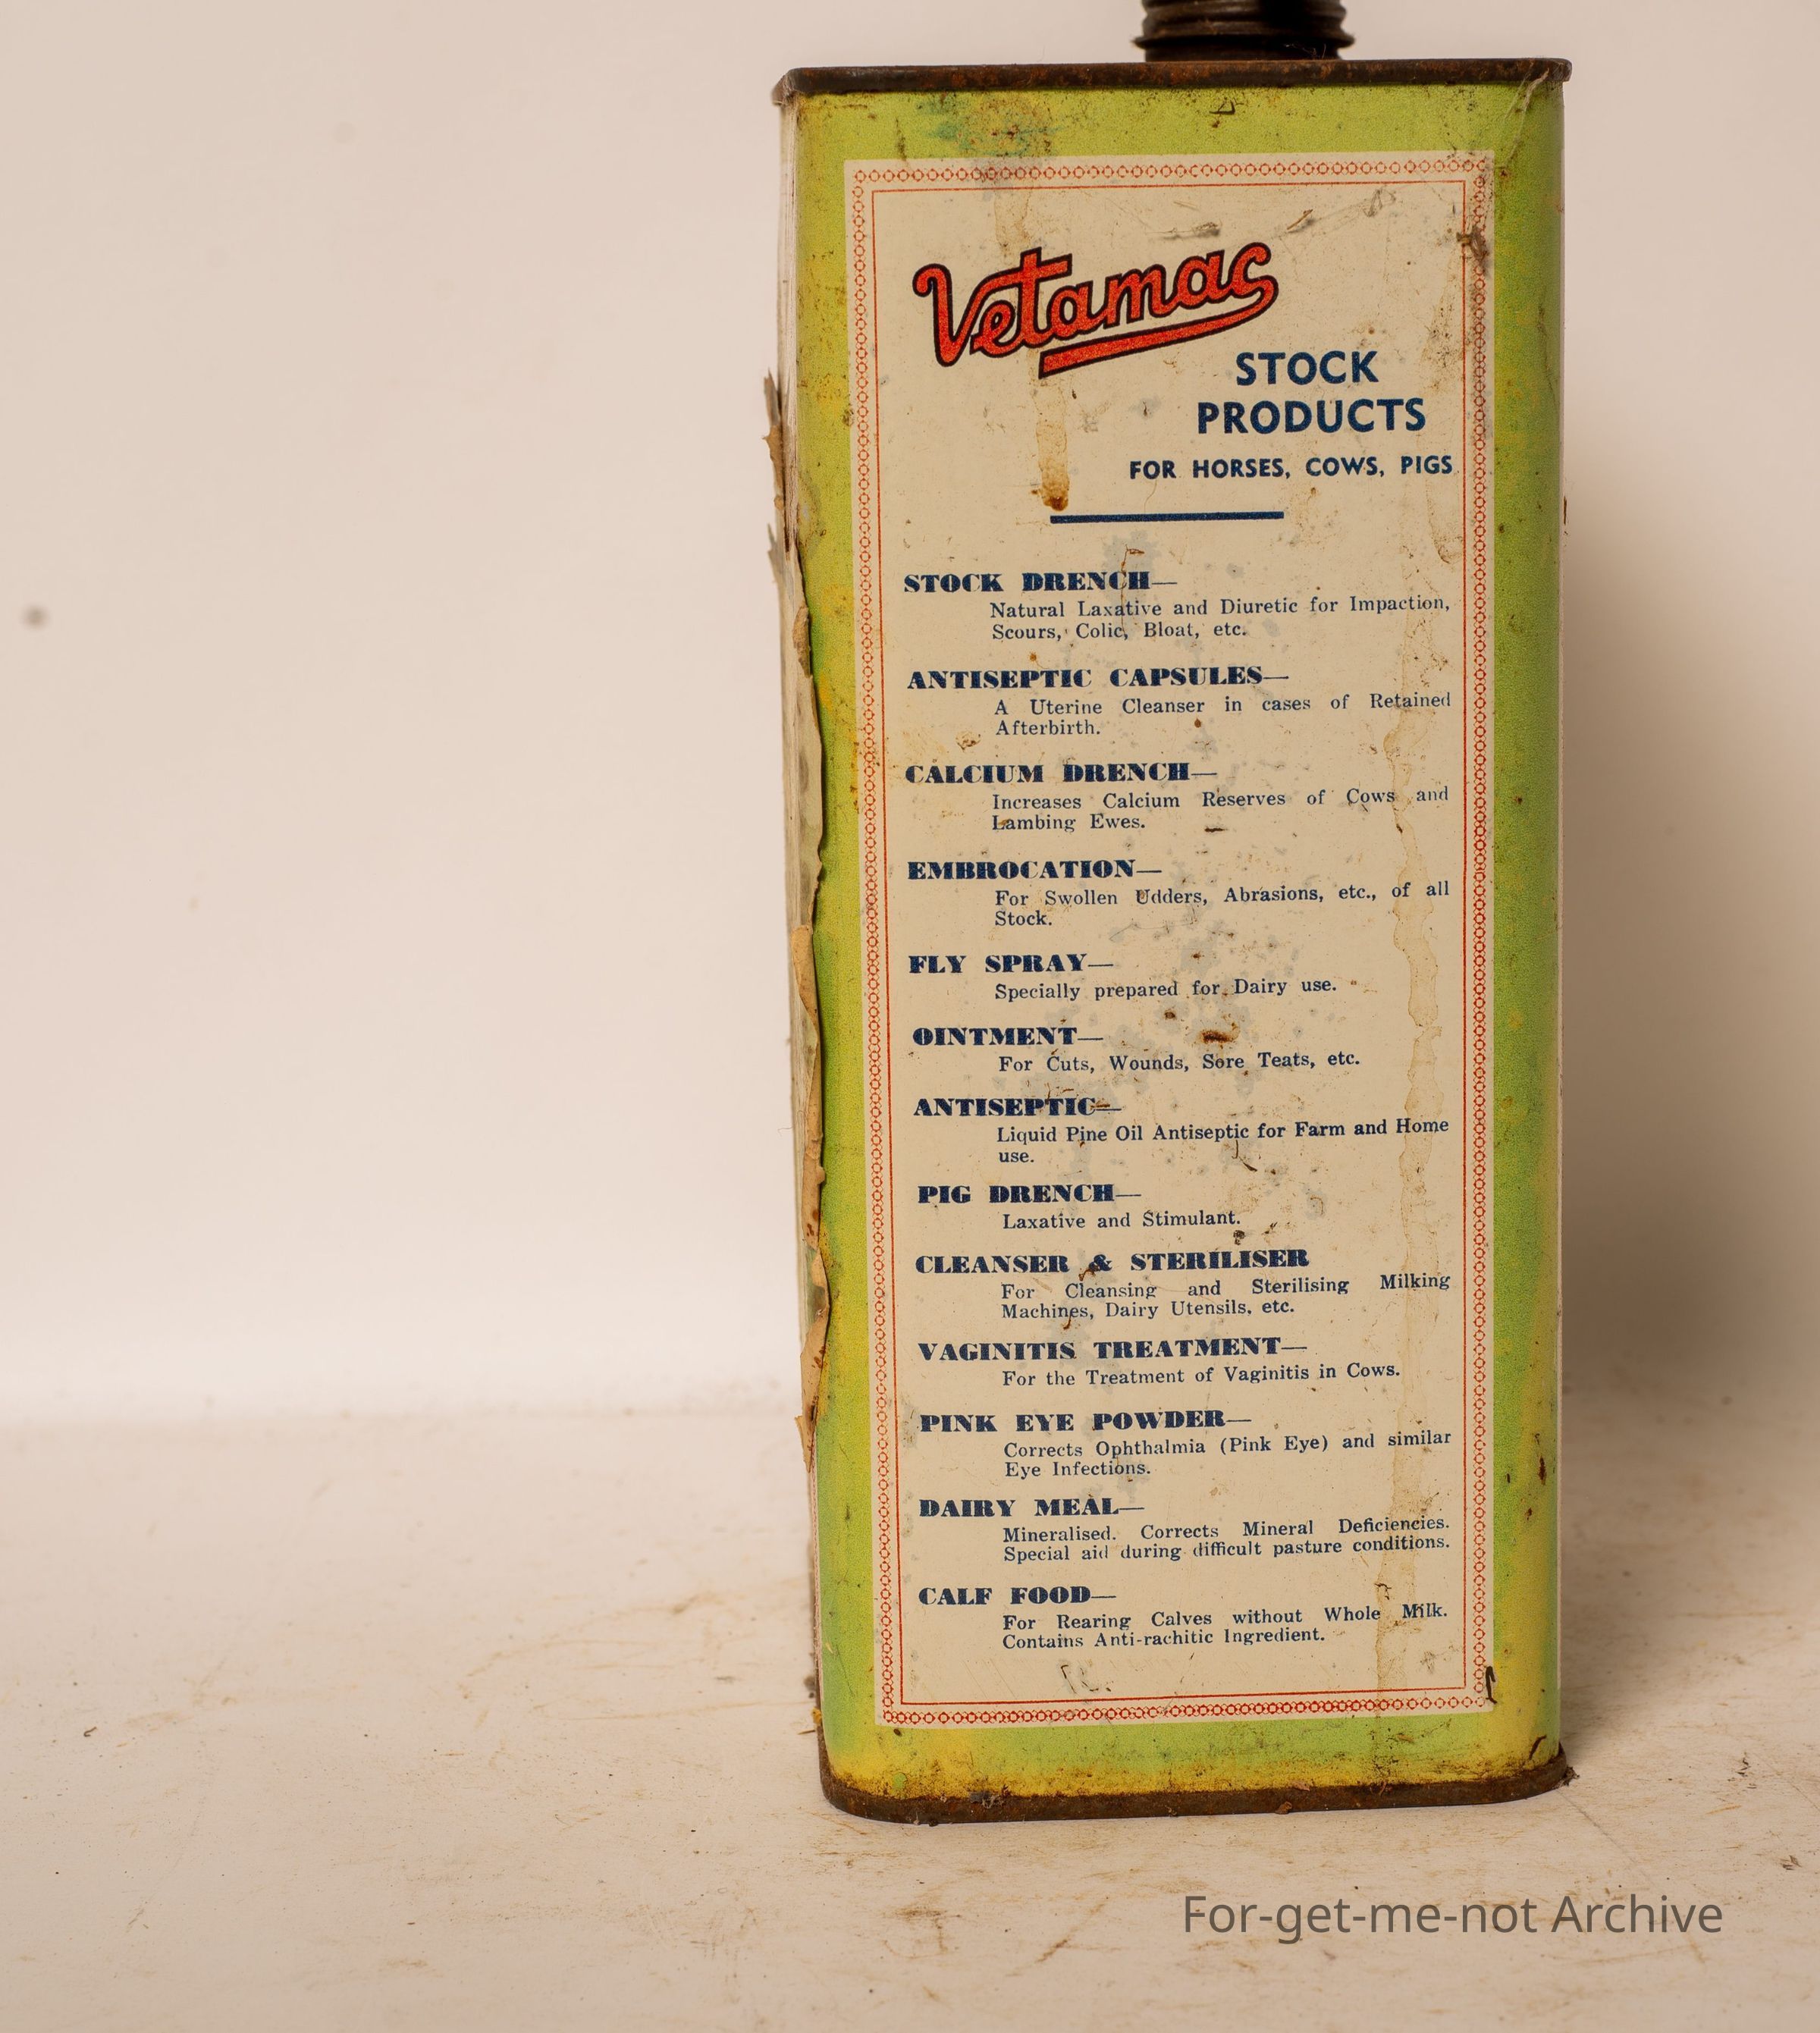 Vetamac
STOCK
PRODUCTS
FOR HORSES, COWS, PIGS
STOCK DRENCH—
Natural Laxative and Diuretic for Impaction,
Scours, Colic, Bloat, etc.
ANTISEPTIC CAPSULES—
A Uterine Cleanser in cases of Retained
Afterbirth.
CALCIUM DRENCH—
Increases Calcium Reserves of Cows and
Lambing Ewes.
EMBROCATION—
For Swollen Udders, Abrasions, etc., of all
Stock.
FLY SPRAY—
Specially prepared for Dairy use.
OINTMENT—
For Cuts, Wounds, Sore Teats, etc.
ANTISEPTIC—
Liquid Pine Oil Antiseptic for Farm and Home
use.
PIG DRENCH—
Laxative and Stimulant.
CLEANSER & STERILISER
For Cleansing and Sterilising Milking
Machines, Dairy Utensils, etc.
VAGINITIS TREATMENT—
For the Treatment of Vaginitis in Cows.
PINK EYE POWDER—
Corrects Ophthalmia (Pink Eye) and similar
Eye Infections.
DAIRY MEAL—
Mineralised. Corrects Mineral Deficiencies.
Special aid during difficult pasture conditions.
CALF FOOD—
For Rearing Calves without Whole Milk.
Contains Anti-rachitic Ingredient.
For-get-me-not Archive